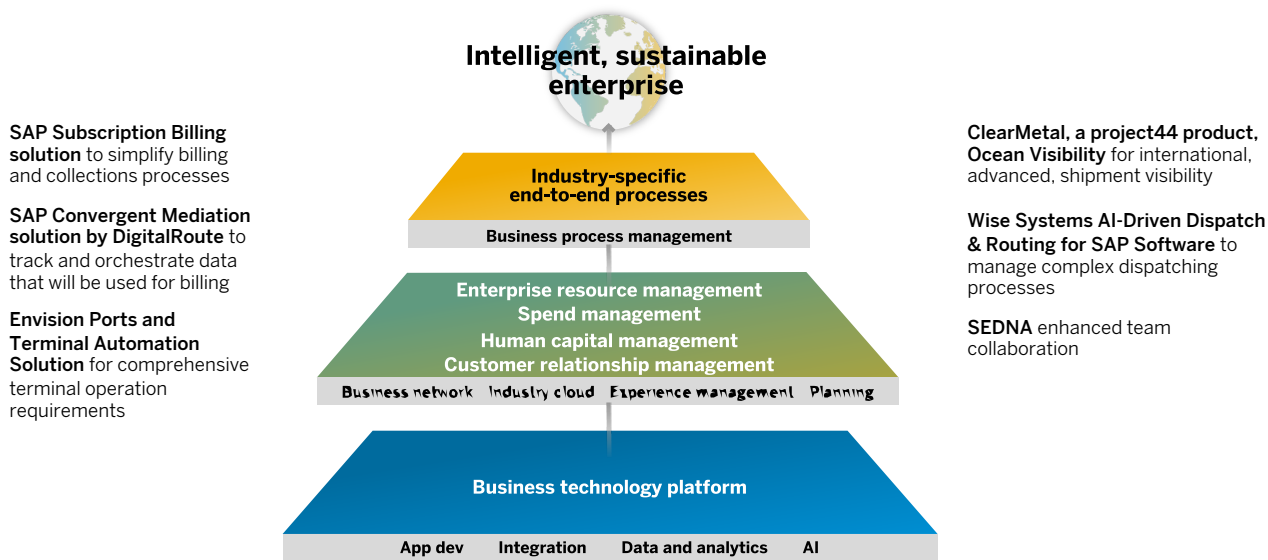 Intelligent, sustainable
enterprise
SAP Subscription Billing
solution to simplify billing
and collections processes
SAP Convergent Mediation
solution by DigitalRoute to
track and orchestrate data
that will be used for billing
Envision Ports and
Terminal Automation
Solution for comprehensive
terminal operation
requirements
Industry-specific
end-to-end processes
Business process management
Enterprise resource management
Spend management
Human capital management
Customer relationship management
Business network Industry cloud Experience management Planning
Business technology platform
App dev Integration Data and analytics AI
ClearMetal, a project44 product,
Ocean Visibility for international,
advanced, shipment visibility
Wise Systems AI-Driven Dispatch
& Routing for SAP Software to
manage complex dispatching
processes
SEDNA enhanced team
collaboration